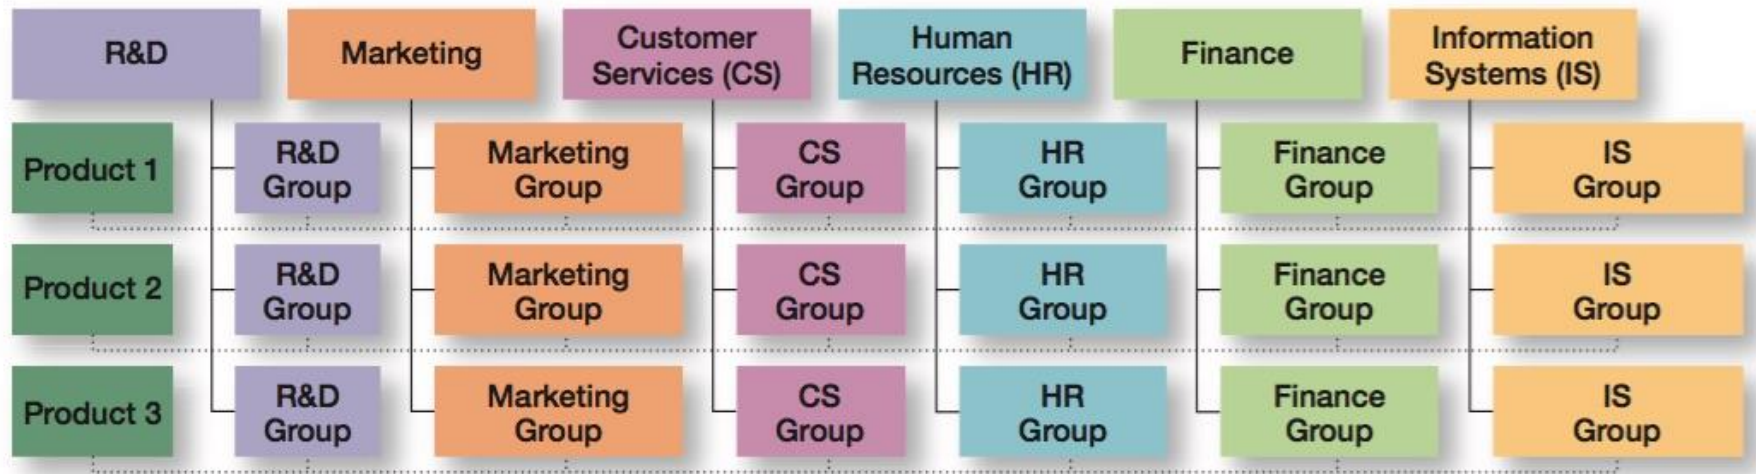 R&D
Marketing
Customer
Services (CS)
Human
Resources (HR)
Finance
Information
Systems (IS)
Product 1
R&D
Group
Marketing
Group
CS
Group
HR
Group
Finance
Group
IS
Group
Product 2
R&D
Group
Marketing
Group
CS
Group
HR
Group
Finance
Group
IS
Group
Product 3
R&D
Group
Marketing
Group
CS
Group
HR
Group
Finance
Group
IS
Group